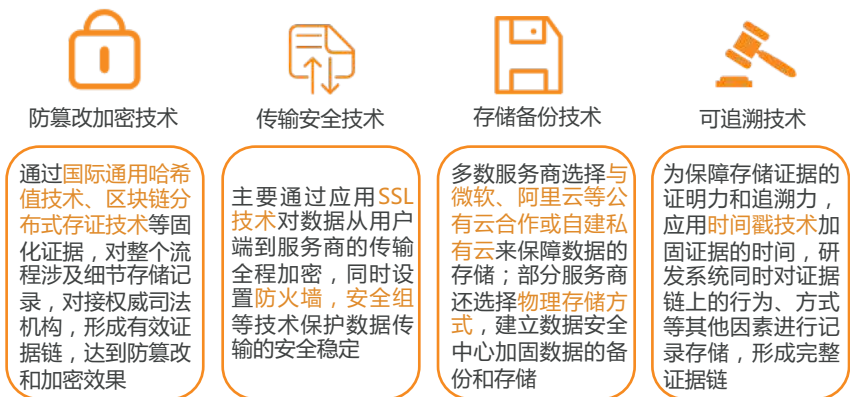 防篡改加密技术
通过国际通用哈希
值技术、区块链分
布式存证技术等固
化证据，对整个流
程涉及细节存储记
录，对接权威司法
机构，形成有效证
据链，达到防篡改
和加密效果
传输安全技术
主要通过应用SSL
技术对数据从用户
端到服务商的传输
全程加密，同时设
置防火墙，安全组
等技术保护数据传
输的安全稳定
存储备份技术
多数服务商选择与
微软、阿里云等公
有云合作或自建私
有云来保障数据的
存储；部分服务商
还选择物理存储方
式，建立数据安全
中心加固数据的备
份和存储
可追溯技术
为保障存储证据的
证明力和追溯力，
应用时间戳技术加
固证据的时间，研
发系统同时对证据
链上的行为、方式
等其他因素进行记
录存储，形成完整
证据链